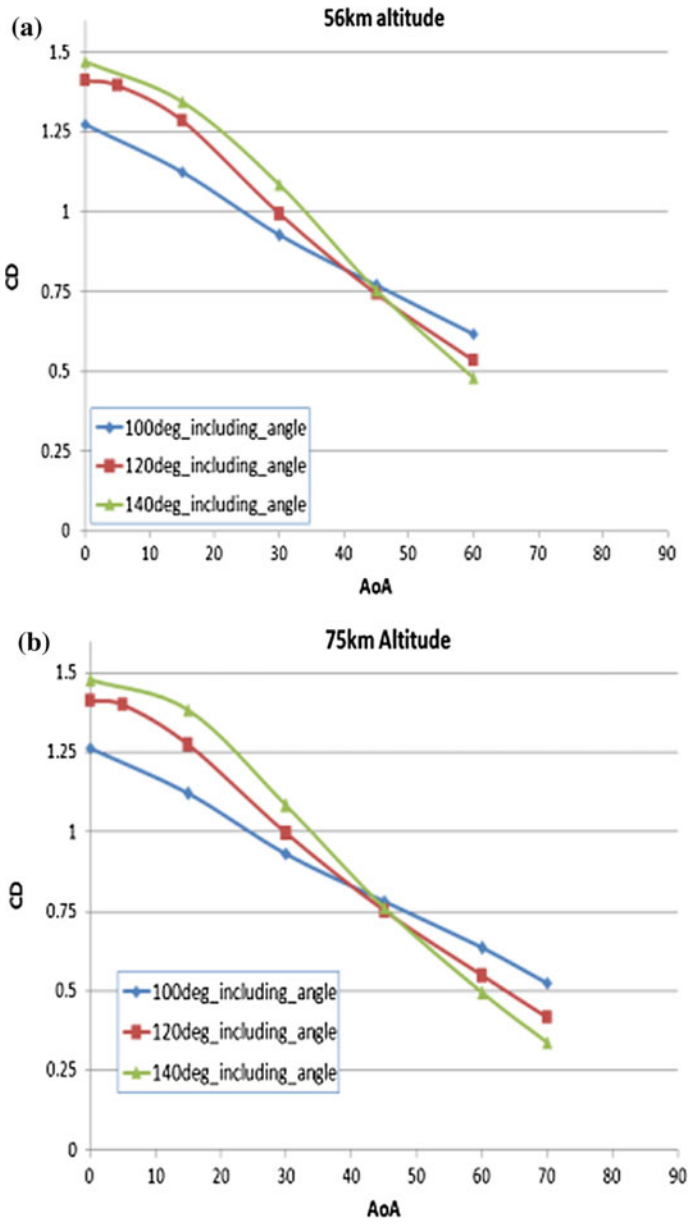 (a)
56km altitude
1.5
1.25
1
0.75
0.5
0.25
0
CD
100deg_including_angle
120deg_including_angle
140deg_including_angle
0 10 20 30 40 50 60 70 80 90
AoA
(b)
75km Altitude
1.5
1.25
1
0.75
0.5
0.25
0
CD
100deg_including_angle
120deg_including_angle
140deg_including_angle
0 10 20 30 40 50 60 70 80 90
AoA